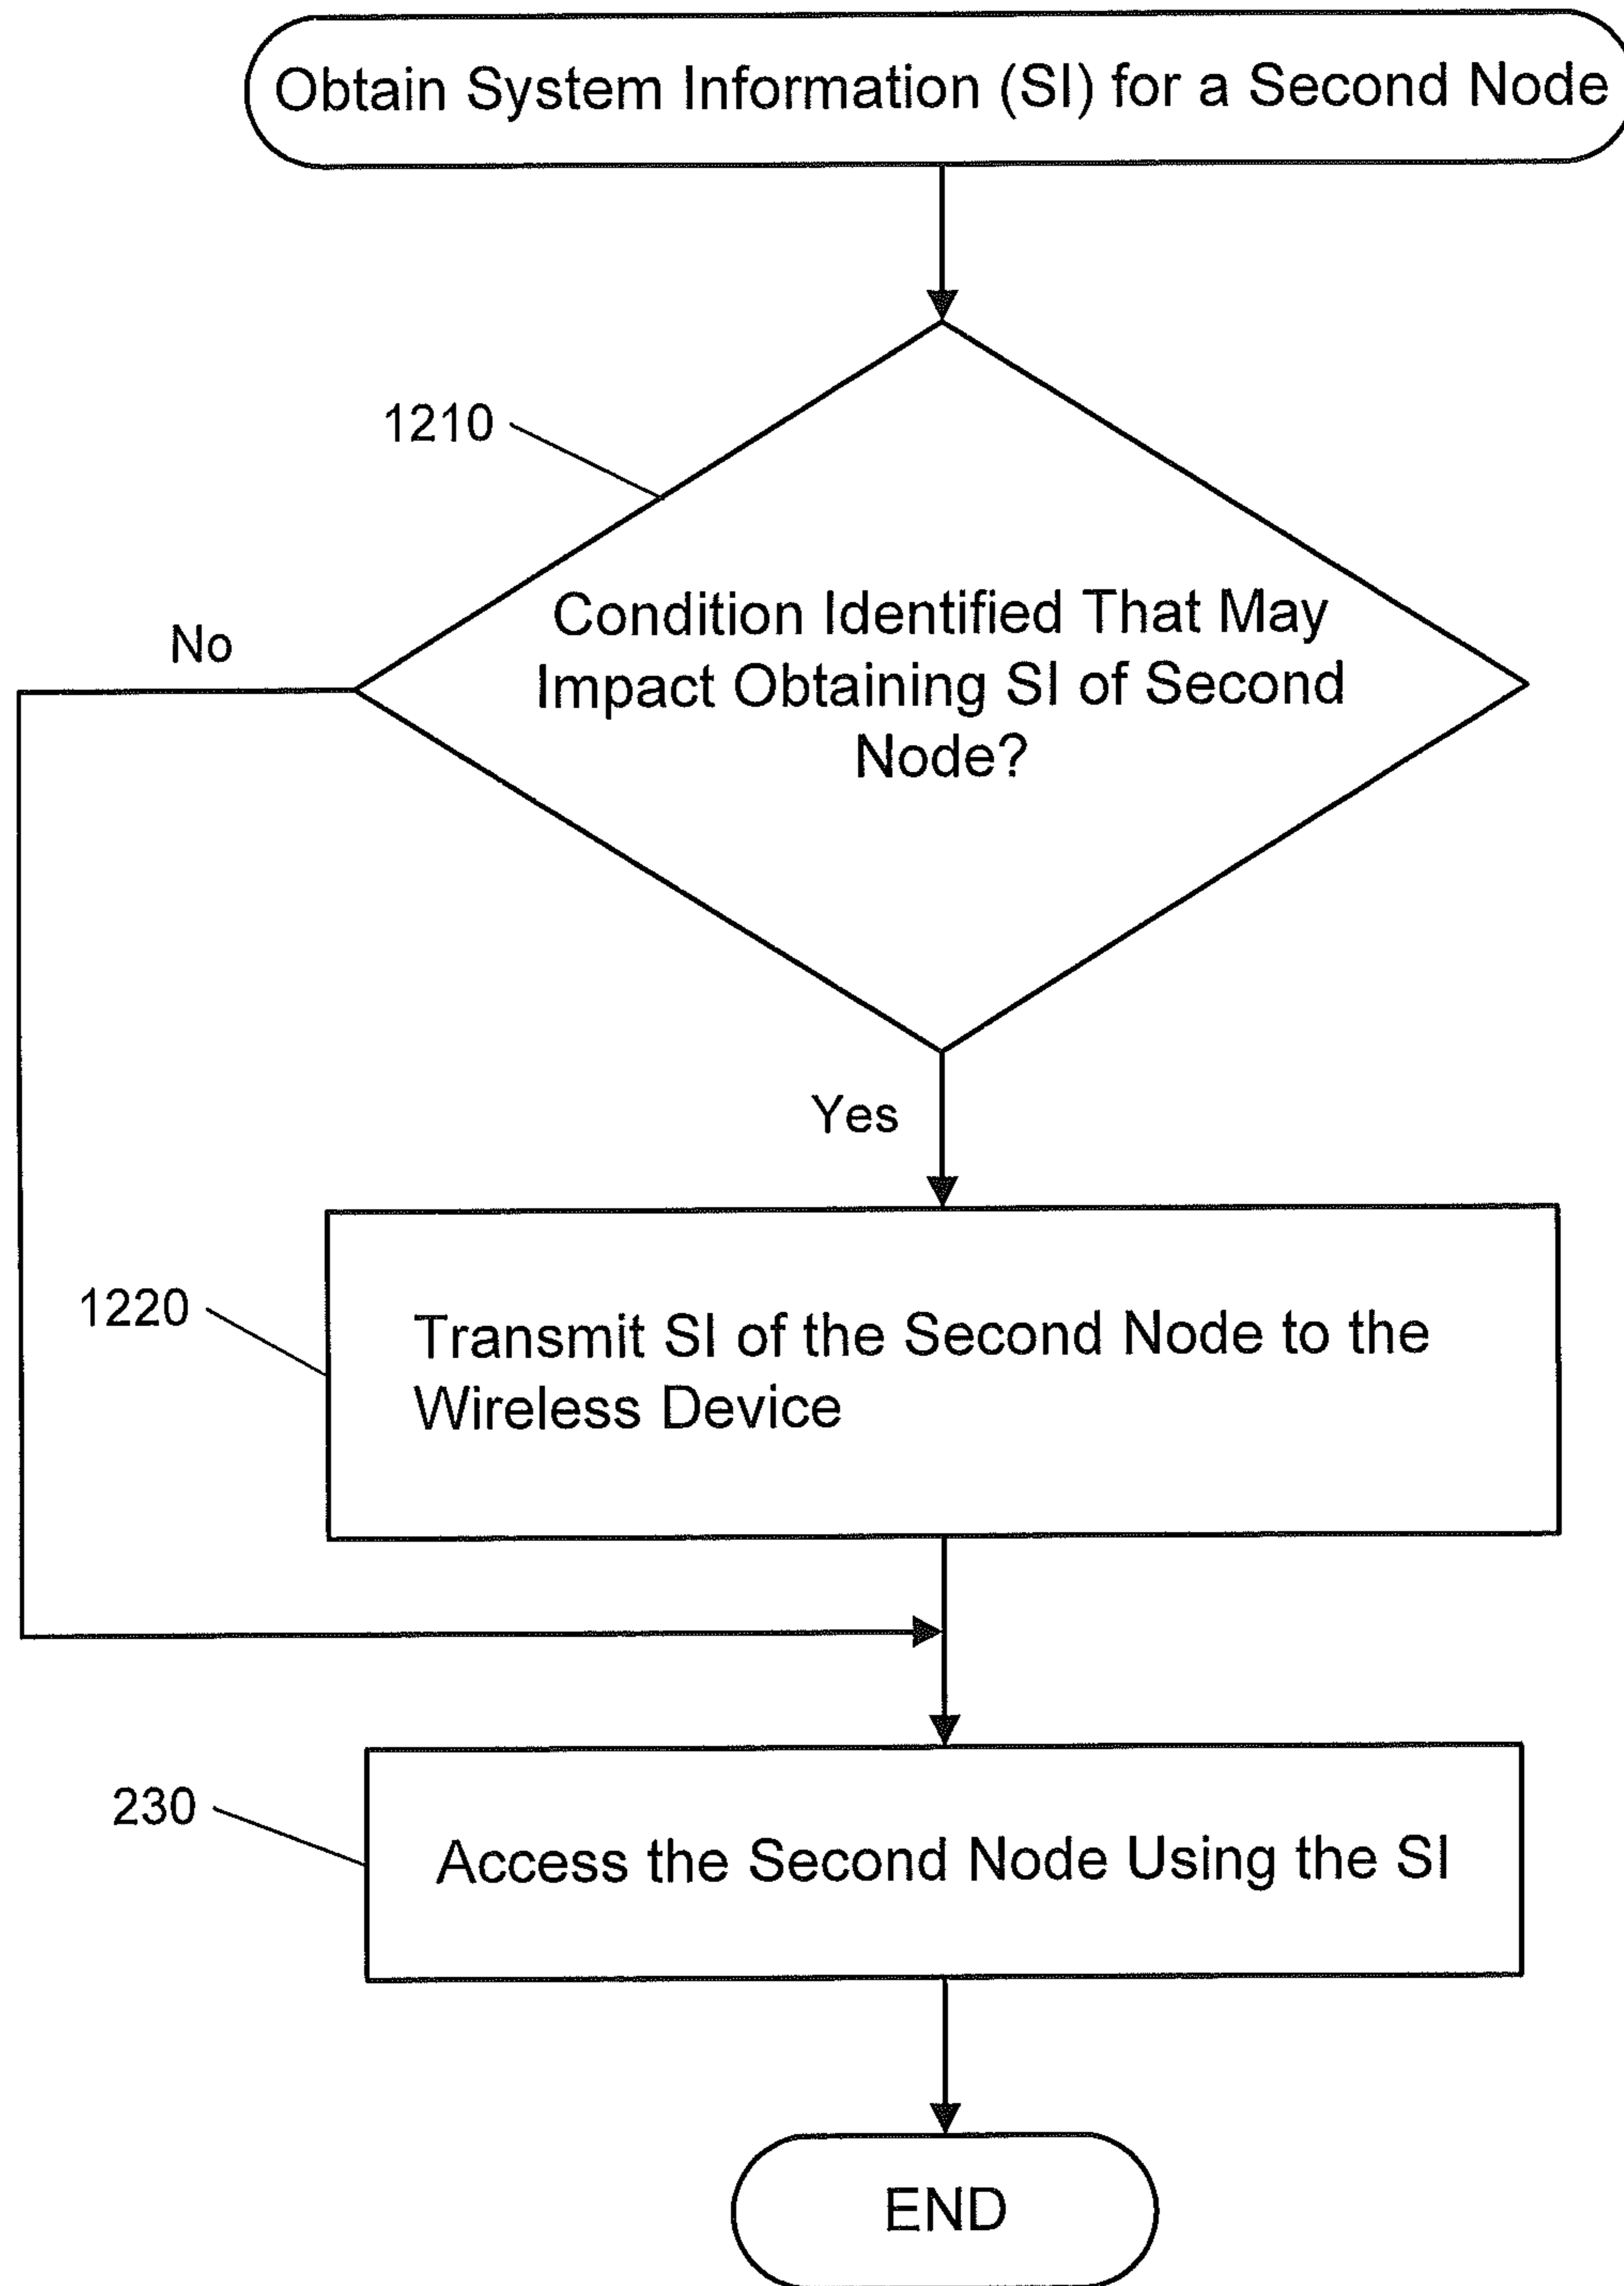 Obtain System Information (SI) for a Second Node
1210
Condition Identified That May
Impact Obtaining SI of Second
Node?
No
Yes
1220
Transmit SI of the Second Node to the
Wireless Device
230
Access the Second Node Using the SI
END